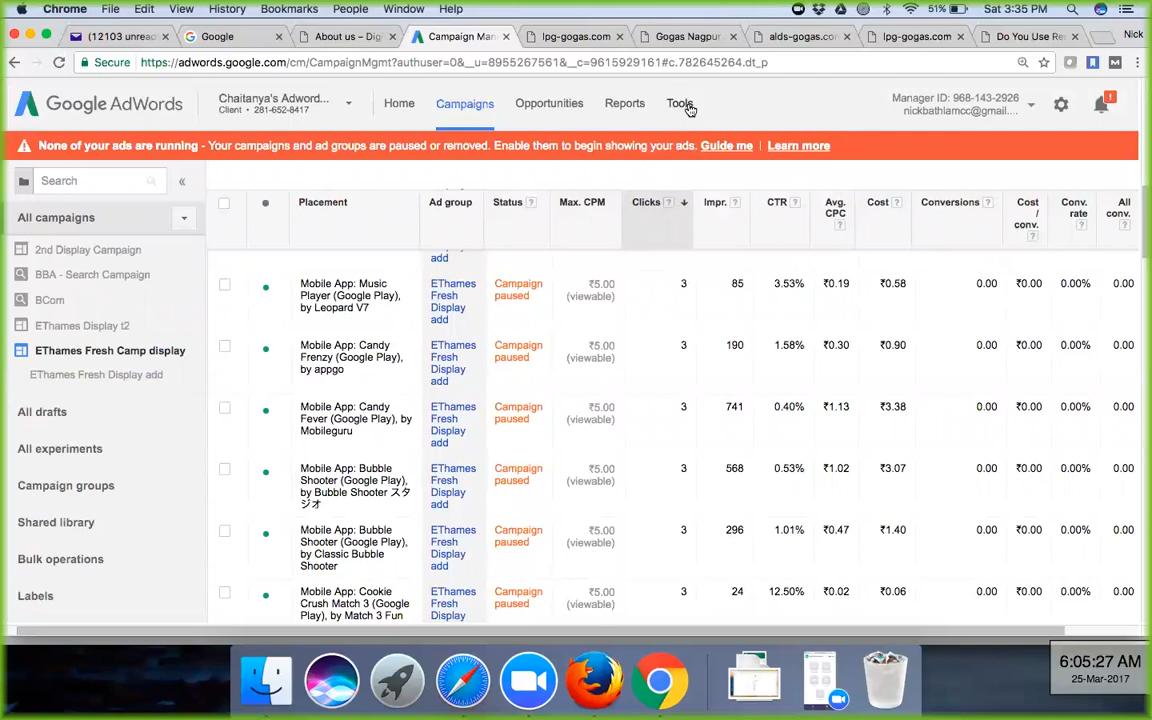 Chrome File Edit View History Bookmarks People Window Help 51% Sat 3:35 PM
(12103 unread Google About us – Digi Campaign Man lpg-gogas.com Gogas Nagpur alds-gogas.com lpg-gogas.com Do You Use Re Nick
Secure https://adwords.google.com/cm/CampaignMgmt?authuser=0&__u=8955267561&__c=9615929161#c.782645264.dt_p
Google AdWords
Chaitanya's Adword...
Client • 281-652-8417
Home Campaigns Opportunities Reports Tools
Manager ID: 968-143-2926
nickbathlamcc@gmail....
!
None of your ads are running - Your campaigns and ad groups are paused or removed. Enable them to begin showing your ads. Guide me | Learn more
Search «
All campaigns
2nd Display Campaign
BBA - Search Campaign
BCom
EThames Display t2
EThames Fresh Camp display
EThames Fresh Display add
All drafts
All experiments
Campaign groups
Shared library
Bulk operations
Labels
Placement Ad group Status ? Max. CPM Clicks ? Impr. ? CTR ? Avg. CPC ? Cost ? Conversions ? Cost / conv. ? Conv. rate ? All conv. ?
add
Mobile App: Music EThames Campaign ₹5.00 3 85 3.53% ₹0.19 ₹0.58 0.00 ₹0.00 0.00% 0.00
Player (Google Play), Fresh paused (viewable)
by Leopard V7 Display
add
Mobile App: Candy EThames Campaign ₹5.00 3 190 1.58% ₹0.30 ₹0.90 0.00 ₹0.00 0.00% 0.00
Frenzy (Google Play), Fresh paused (viewable)
by appgo Display
add
Mobile App: Candy EThames Campaign ₹5.00 3 741 0.40% ₹1.13 ₹3.38 0.00 ₹0.00 0.00% 0.00
Fever (Google Play), by Fresh paused (viewable)
Mobileguru Display
add
Mobile App: Bubble EThames Campaign ₹5.00 3 568 0.53% ₹1.02 ₹3.07 0.00 ₹0.00 0.00% 0.00
Shooter (Google Play), Fresh paused (viewable)
by Bubble Shooter スタ Display
ジオ add
Mobile App: Bubble EThames Campaign ₹5.00 3 296 1.01% ₹0.47 ₹1.40 0.00 ₹0.00 0.00% 0.00
Shooter (Google Play), Fresh paused (viewable)
by Classic Bubble Display
Shooter add
Mobile App: Cookie EThames Campaign ₹5.00 3 24 12.50% ₹0.02 ₹0.06 0.00 ₹0.00 0.00% 0.00
Crush Match 3 (Google Fresh paused (viewable)
Play), by Match 3 Fun Display
6:05:27 AM
25-Mar-2017